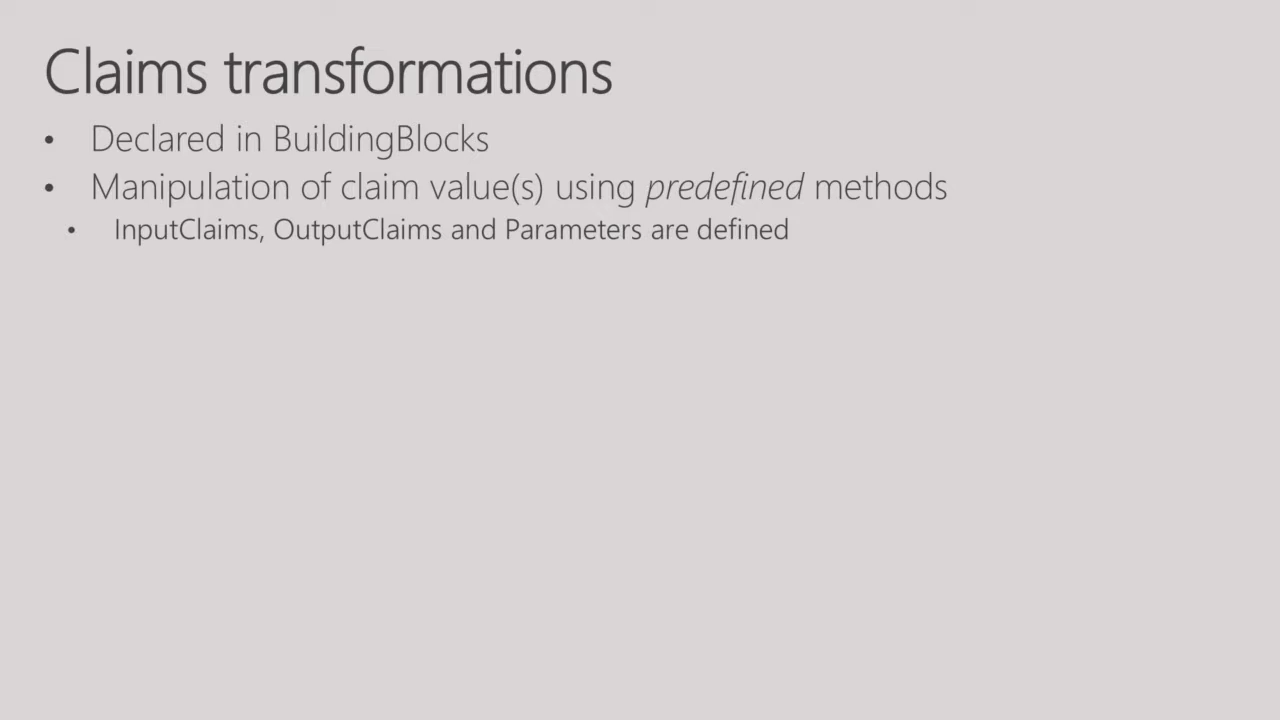 Claims transformations
• Declared in BuildingBlocks
• Manipulation of claim value(s) using predefined methods
• InputClaims, OutputClaims and Parameters are defined